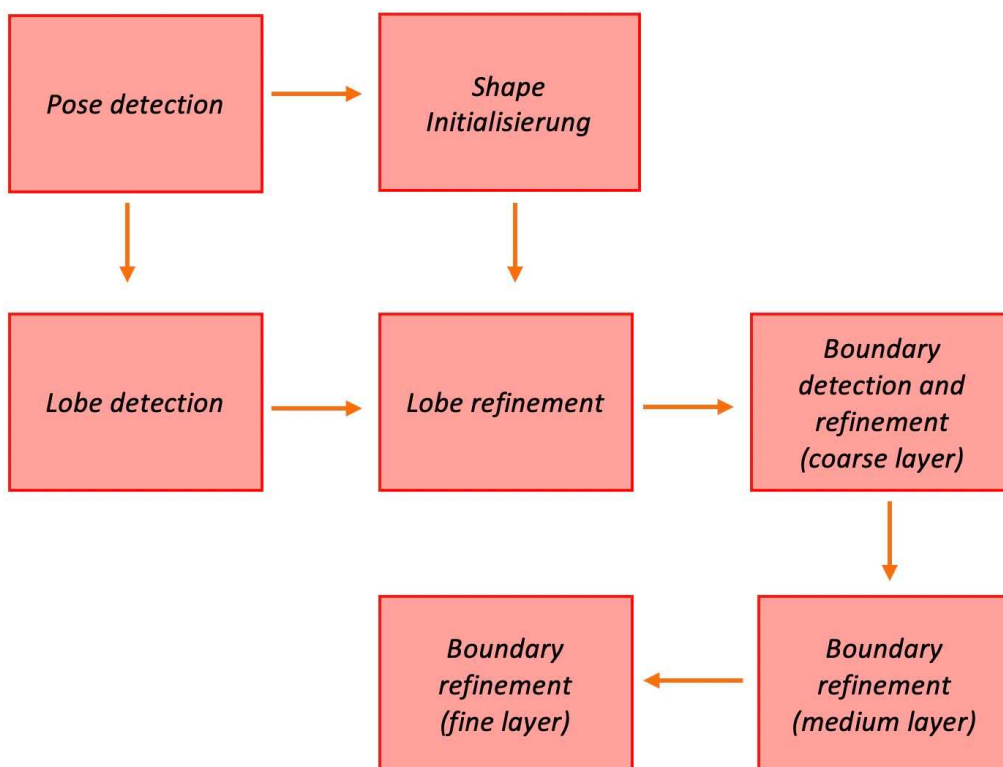 Pose detection
Shape
Initialisierung
Lobe detection
Lobe refinement
Boundary
detection and
refinement
(coarse layer)
Boundary
refinement
(fine layer)
Boundary
refinement
(medium layer)